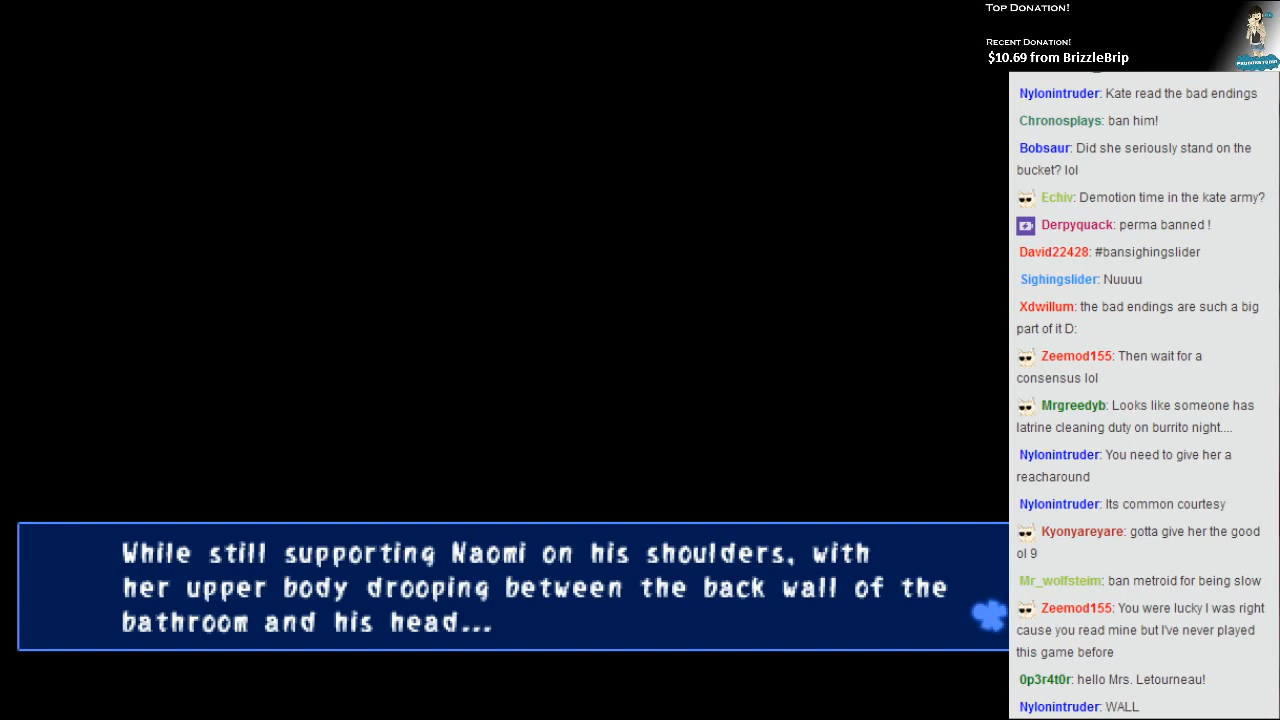 Top Donation!
Recent Donation!
$10.69 from BrizzleBrip
Nylonintruder: Kate read the bad endings
Chronosplays: ban him!
Bobsaur: Did she seriously stand on the
bucket? lol
Echiv: Demotion time in the kate army?
Derpyquack: perma banned !
David22428: #bansighingslider
Sighingslider: Nuuuu
Xdwillum: the bad endings are such a big
part of it D:
Zeemod155: Then wait for a
consensus lol
Mrgreedyb: Looks like someone has
latrine cleaning duty on burrito night....
Nylonintruder: You need to give her a
reacharound
Nylonintruder: Its common courtesy
Kyonyareyare: gotta give her the good
ol 9
Mr_wolfsteim: ban metroid for being slow
Zeemod155: You were lucky I was right
cause you read mine but I've never played
this game before
0p3r4t0r: hello Mrs. Letourneau!
Nylonintruder: WALL
While still supporting Naomi on his shoulders, with
her upper body drooping between the back wall of the
bathroom and his head...